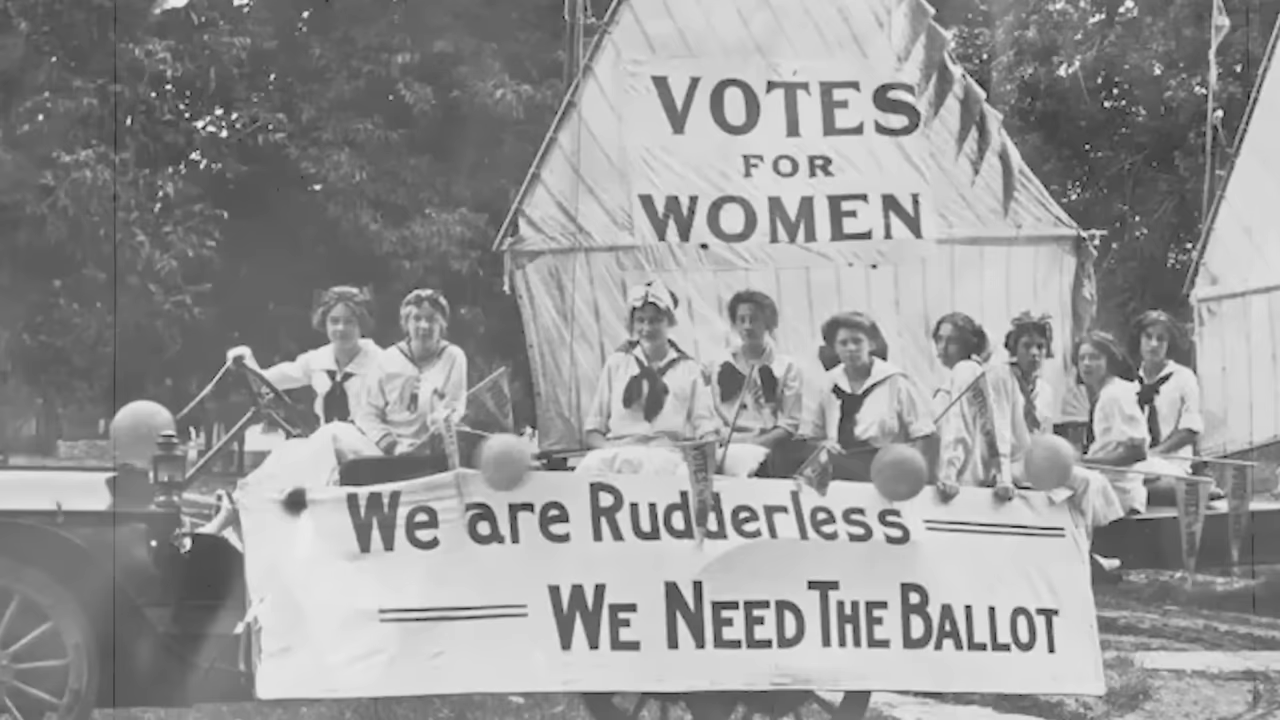 VOTES
FOR
WOMEN
We are Rudderless
WE NEED THE BALLOT